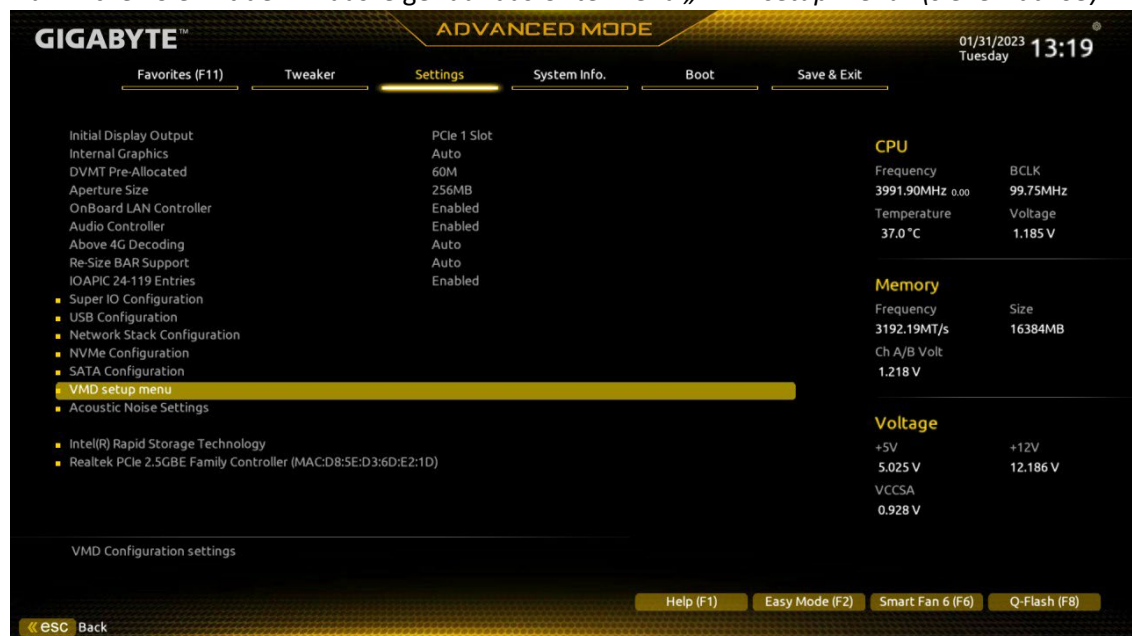 GIGABYTE™
ADVANCED MODE
01/31/2023 13:19
Tuesday
Favorites (F11) Tweaker Settings System Info. Boot Save & Exit
Initial Display Output PCIe 1 Slot
Internal Graphics Auto
DVMT Pre-Allocated 60M
Aperture Size 256MB
OnBoard LAN Controller Enabled
Audio Controller Enabled
Above 4G Decoding Auto
Re-Size BAR Support Auto
IOAPIC 24-119 Entries Enabled
Super IO Configuration
USB Configuration
Network Stack Configuration
NVMe Configuration
SATA Configuration
VMD setup menu
Acoustic Noise Settings
Intel(R) Rapid Storage Technology
Realtek PCIe 2.5GBE Family Controller (MAC:D8:5E:D3:6D:E2:1D)
CPU
Frequency BCLK
3991.90MHz 0.00 99.75MHz
Temperature Voltage
37.0 °C 1.185 V
Memory
Frequency Size
3192.19MT/s 16384MB
Ch A/B Volt
1.218 V
Voltage
+5V +12V
5.025 V 12.186 V
VCCSA
0.928 V
VMD Configuration settings
Help (F1) Easy Mode (F2) Smart Fan 6 (F6) Q-Flash (F8)
esc Back